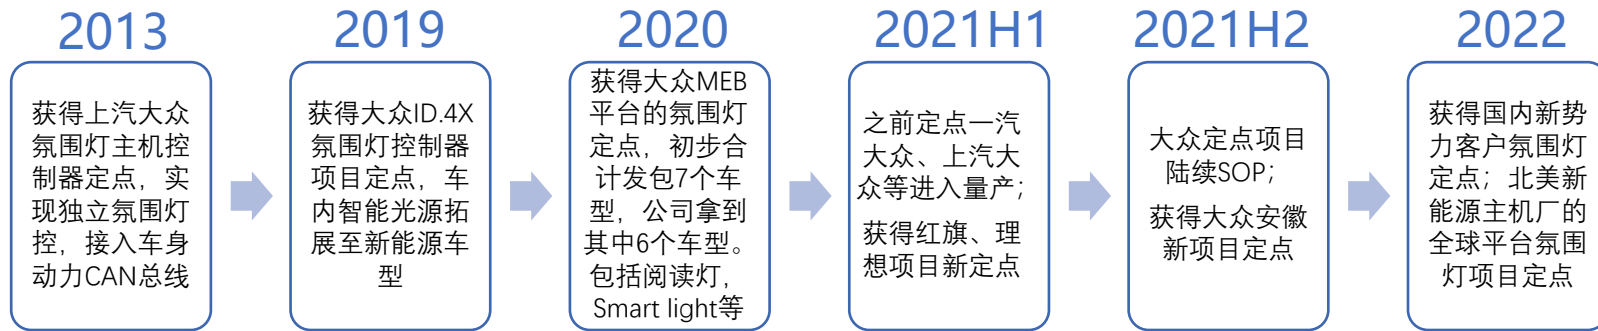 2013
获得上汽大众
氛围灯主机控
制器定点，实
现独立氛围灯
控，接入车身
动力CAN总线
2019
获得大众ID.4X
氛围灯控制器
项目定点，车
内智能光源拓
展至新能源车
型
2020
获得大众MEB
平台的氛围灯
定点，初步合
计发包7个车
型，公司拿到
其中6个车型。
包括阅读灯，
Smart light等
2021H1
之前定点一汽
大众、上汽大
众等进入量产；
获得红旗、理
想项目新定点
2021H2
大众定点项目
陆续SOP；
获得大众安徽
新项目定点
2022
获得国内新势
力客户氛围灯
定点；北美新
能源主机厂的
全球平台氛围
灯项目定点